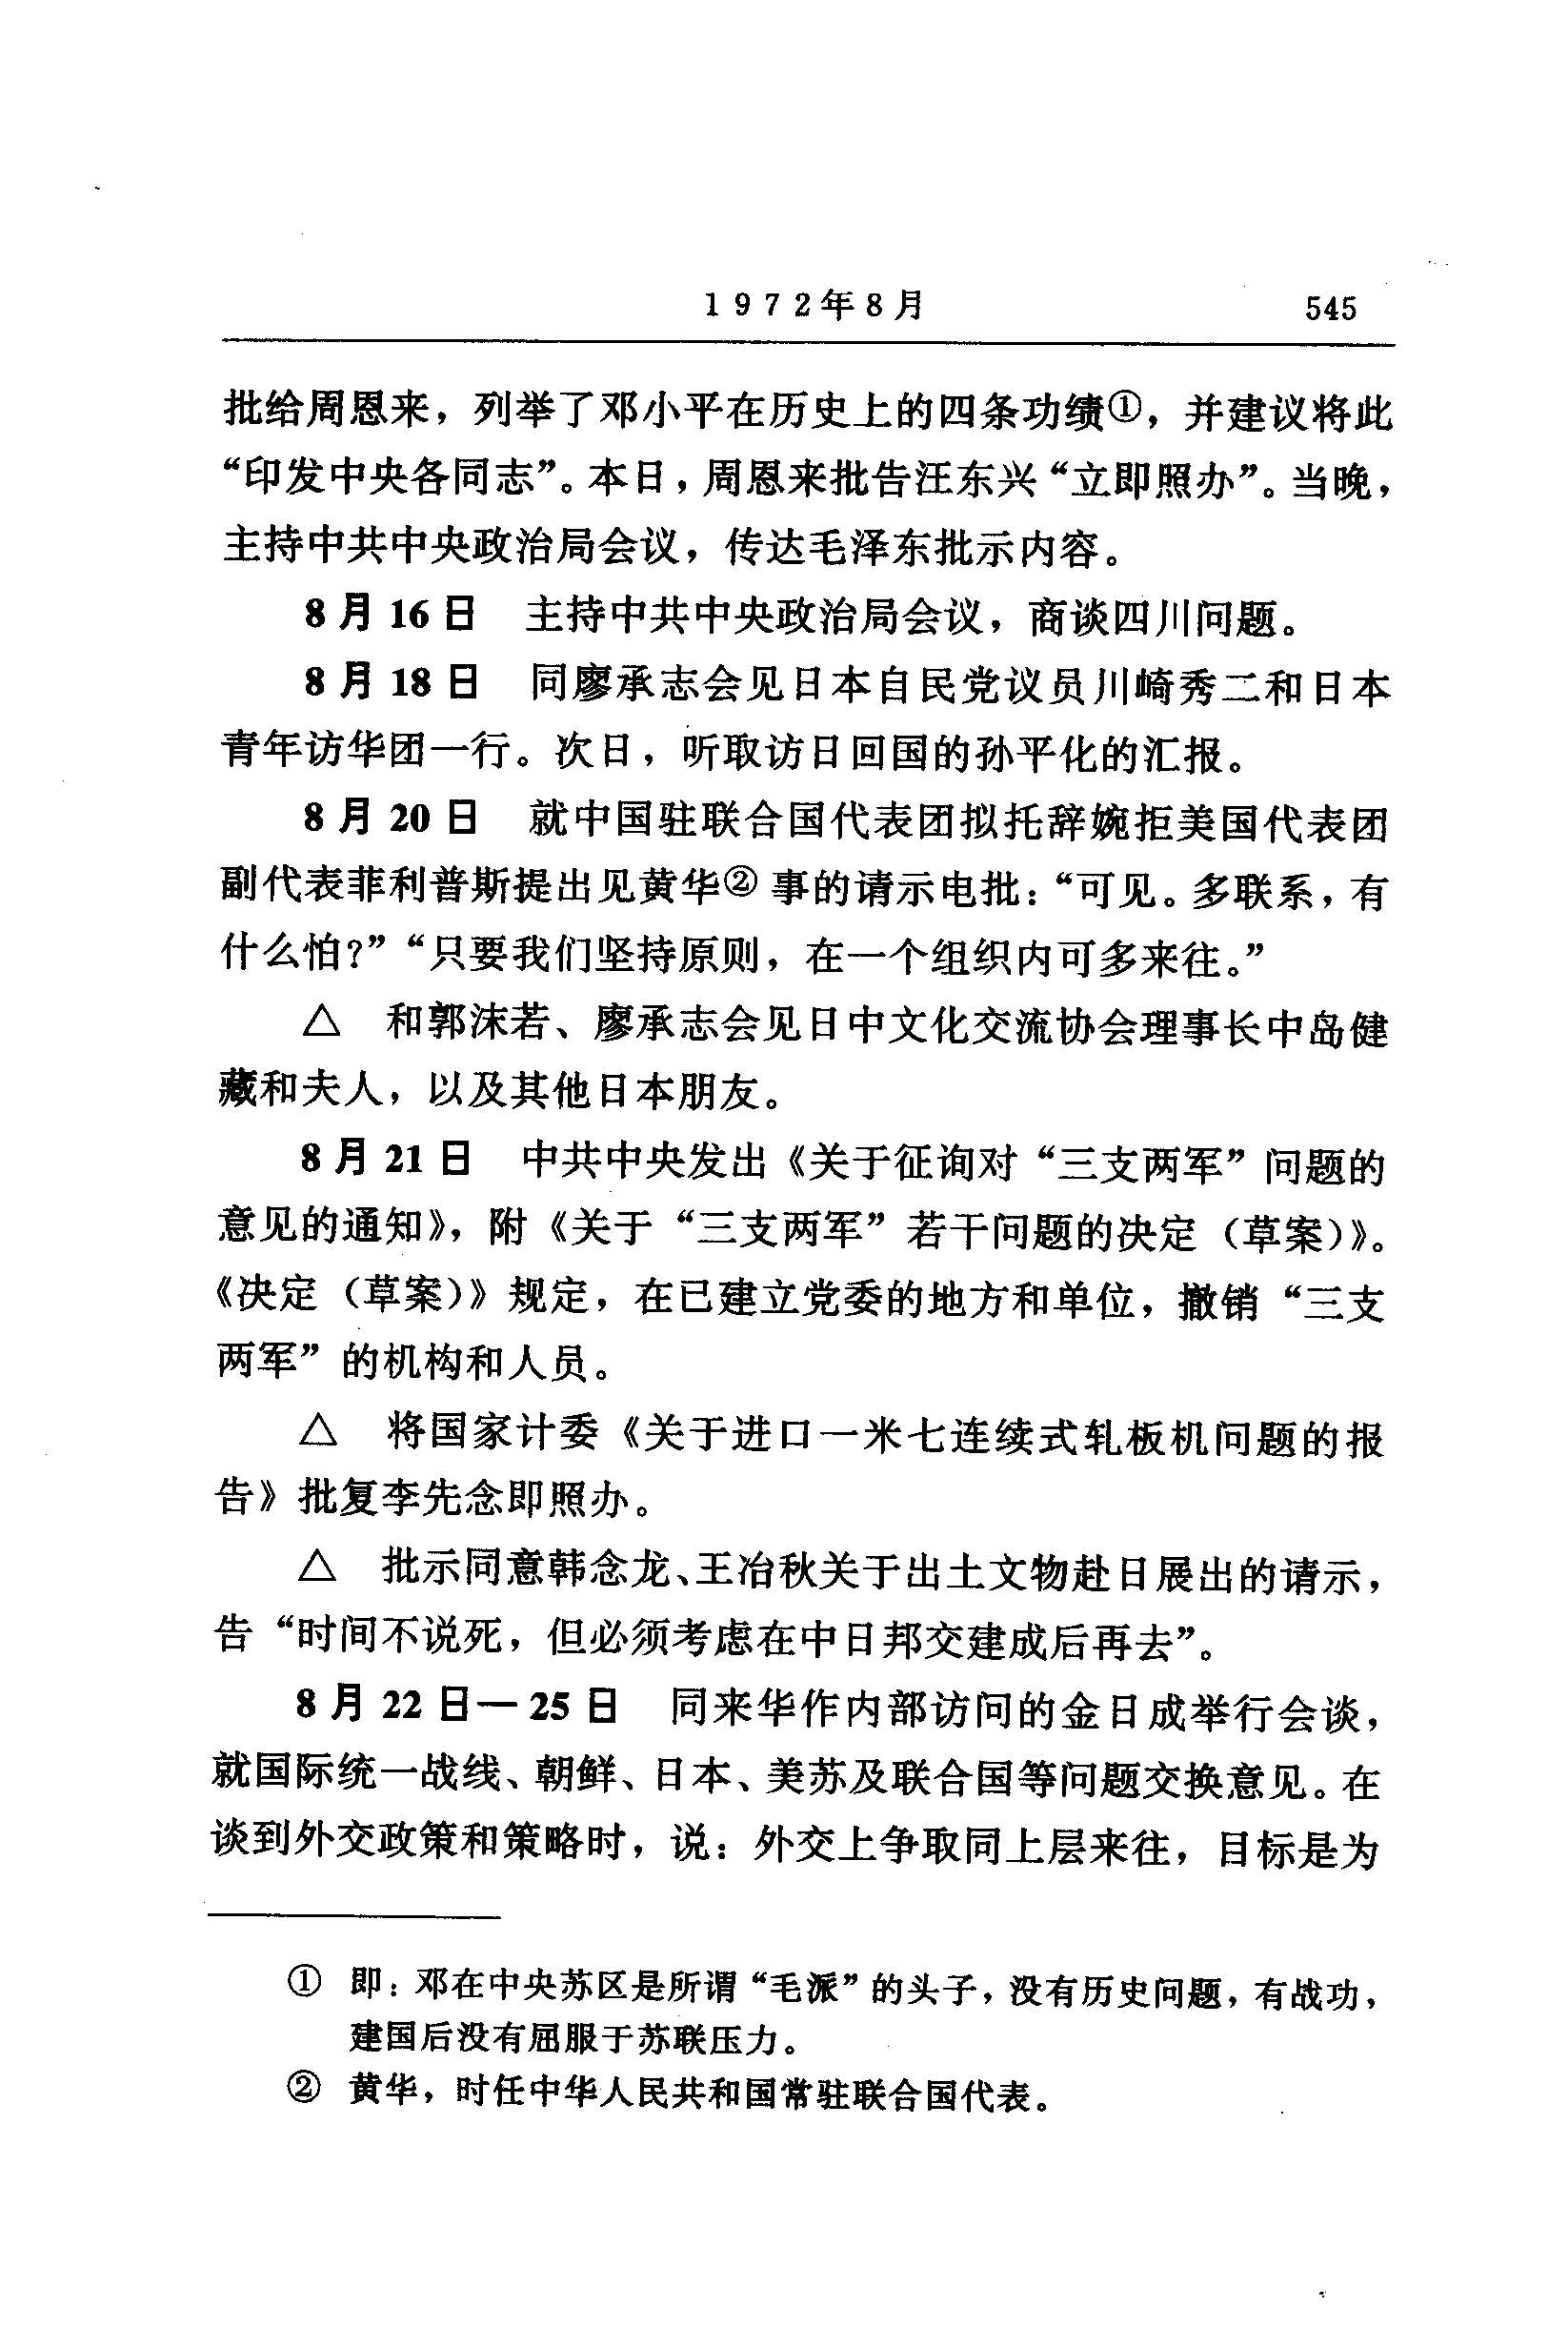 1972年8月 545
批给周恩来，列举了邓小平在历史上的四条功绩①，并建议将此
“印发中央各同志”。本日，周恩来批告汪东兴“立即照办”。当晚，
主持中共中央政治局会议，传达毛泽东批示内容。
8月16日 主持中共中央政治局会议，商谈四川问题。
8月18日 同廖承志会见日本自民党议员川崎秀二和日本
青年访华团一行。次日，听取访日回国的孙平化的汇报。
8月20日 就中国驻联合国代表团拟托辞婉拒美国代表团
副代表菲利普斯提出见黄华②事的请示电批：“可见。多联系，有
什么怕？”“只要我们坚持原则，在一个组织内可多来往。”
△ 和郭沫若、廖承志会见日中文化交流协会理事长中岛健
藏和夫人，以及其他日本朋友。
8月21日 中共中央发出《关于征询对“三支两军”问题的
意见的通知》，附《关于“三支两军”若干问题的决定（草案）》。
《决定（草案）》规定，在已建立党委的地方和单位，撤销“三支
两军”的机构和人员。
△ 将国家计委《关于进口一米七连续式轧板机问题的报
告》批复李先念即照办。
△ 批示同意韩念龙、王冶秋关于出土文物赴日展出的请示，
告“时间不说死，但必须考虑在中日邦交建成后再去”。
8月22日—25日 同来华作内部访问的金日成举行会谈，
就国际统一战线、朝鲜、日本、美苏及联合国等问题交换意见。在
谈到外交政策和策略时，说：外交上争取同上层来往，目标是为
① 即：邓在中央苏区是所谓“毛派”的头子，没有历史问题，有战功，
建国后没有屈服于苏联压力。
② 黄华，时任中华人民共和国常驻联合国代表。